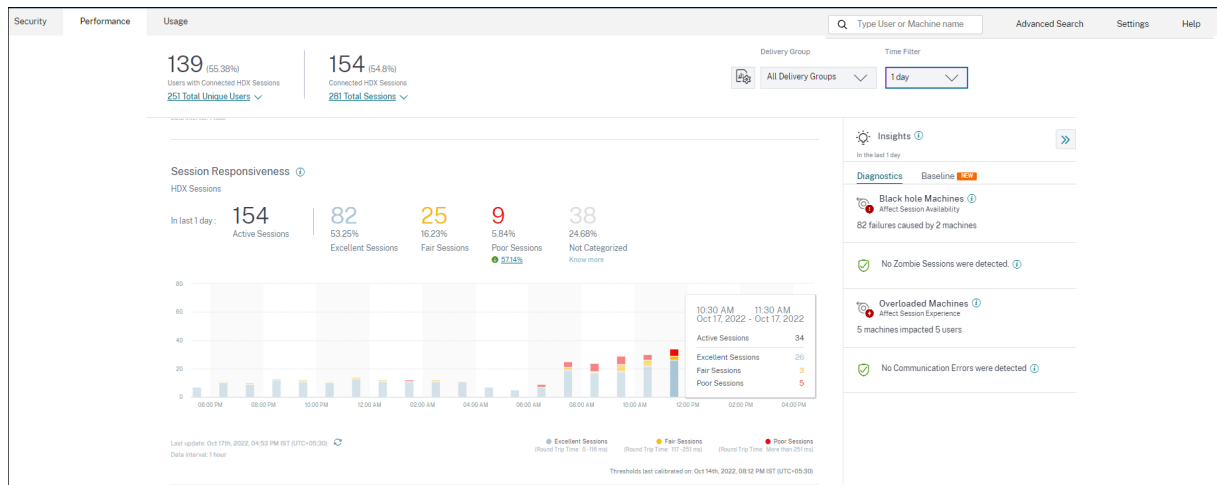 Security Performance Usage Type User or Machine name Advanced Search Settings Help
139 (55.38%)
Users with Connected HDX Sessions
251 Total Unique Users
154 (54.8%)
Connected HDX Sessions
281 Total Sessions
Delivery Group
All Delivery Groups
Time Filter
1 day
Session Responsiveness
HDX Sessions
In last 1 day :
154
Active Sessions
82
53.25%
Excellent Sessions
25
16.23%
Fair Sessions
9
5.84%
Poor Sessions
57.14%
38
24.68%
Not Categorized
Know more
80
60
40
20
0
06:00 PM 08:00 PM 10:00 PM 12:00 AM 02:00 AM 04:00 AM 06:00 AM 08:00 AM 10:00 AM 12:00 PM 02:00 PM 04:00 PM
10:30 AM 11:30 AM
Oct 17, 2022 - Oct 17, 2022
Active Sessions 34
Excellent Sessions 26
Fair Sessions 3
Poor Sessions 5
Last update: Oct 17th, 2022, 04:53 PM IST (UTC+05:30)
Data interval: 1 hour
Excellent Sessions
(Round Trip Time: 0-116 ms)
Fair Sessions
(Round Trip Time: 117-251 ms)
Poor Sessions
(Round Trip Time: More than 251 ms)
Thresholds last calibrated on: Oct 14th, 2022, 08:12 PM IST (UTC+05:30)
Insights
In the last 1 day
Diagnostics Baseline NEW
Black hole Machines
Affect Session Availability
82 failures caused by 2 machines
No Zombie Sessions were detected.
Overloaded Machines
Affect Session Experience
5 machines impacted 5 users
No Communication Errors were detected